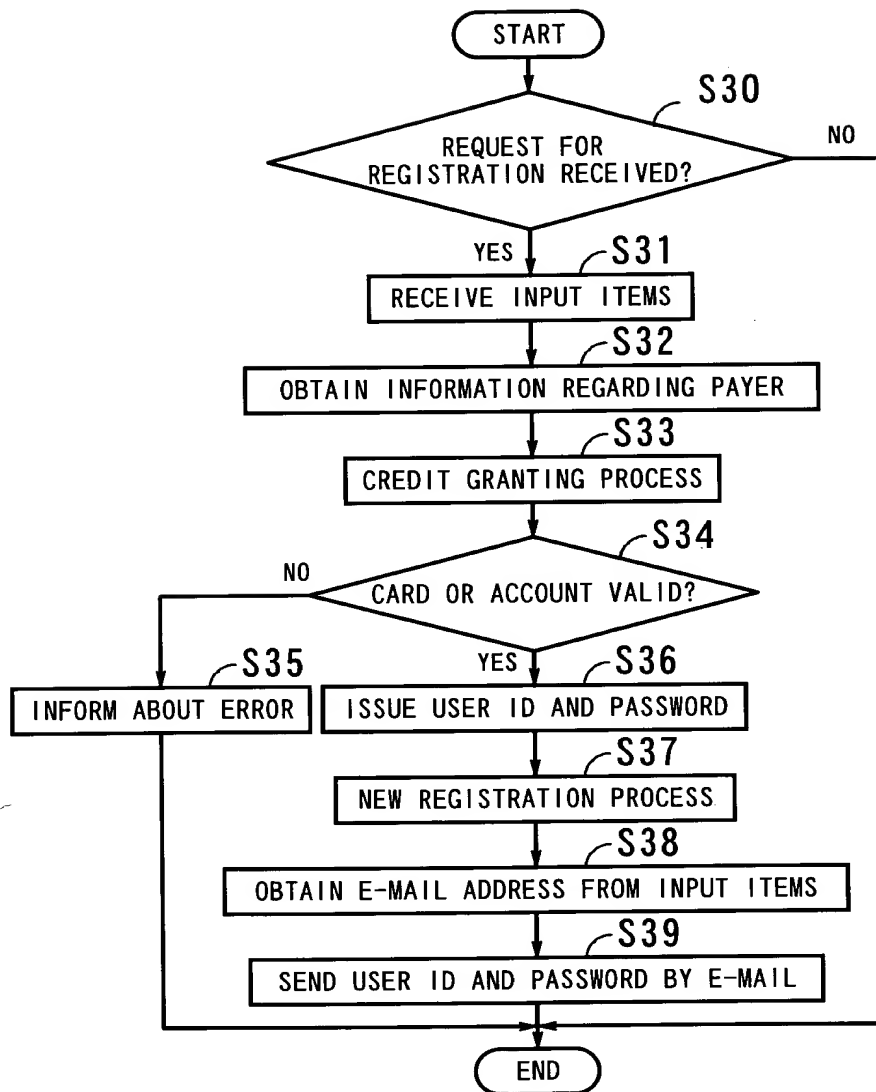 START
S30
NO
REQUEST FOR
REGISTRATION RECEIVED?
YES
S31
RECEIVE INPUT ITEMS
S32
OBTAIN INFORMATION REGARDING PAYER
S33
CREDIT GRANTING PROCESS
S34
NO
CARD OR ACCOUNT VALID?
YES
S35
S36
INFORM ABOUT ERROR
ISSUE USER ID AND PASSWORD
S37
NEW REGISTRATION PROCESS
S38
OBTAIN E-MAIL ADDRESS FROM INPUT ITEMS
S39
SEND USER ID AND PASSWORD BY E-MAIL
END